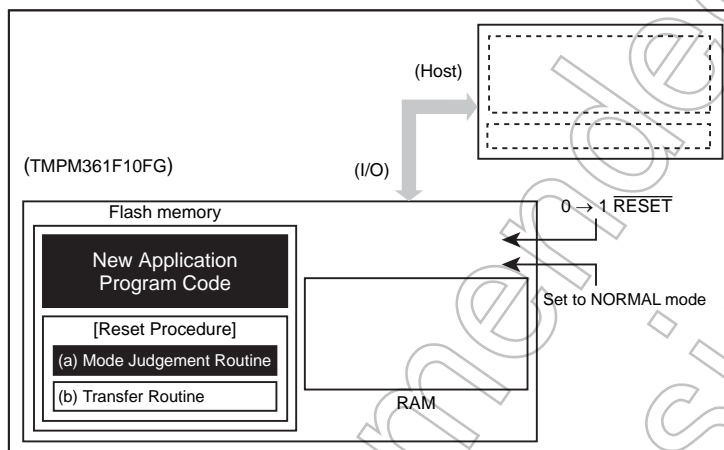 (Host)
(TMPM361F10FG)
(I/O)
0 → 1 RESET
Flash memory
New Application
Program Code
Set to NORMAL mode
[Reset Procedure]
(a) Mode Judgement Routine
(b) Transfer Routine
RAM